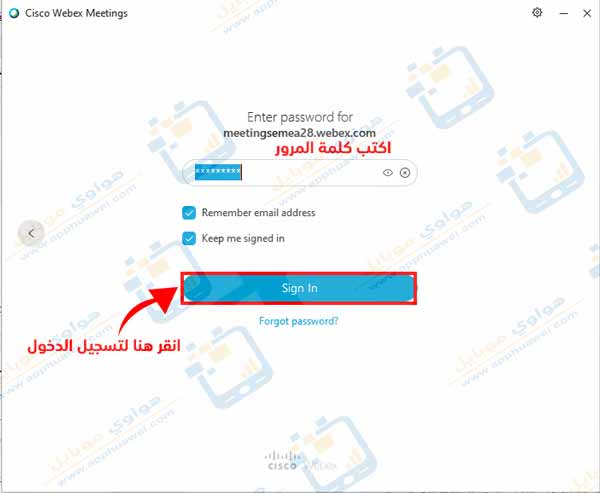 Cisco Webex Meetings
Enter password for
meetingsemea28.webex.com
اكتب كلمة المرور
*********
Remember email address
Keep me signed in
Sign In
Forgot password?
انقر هنا لتسجيل الدخول
CISCO Webex
هواوي موبايل
www.apphuawei.com